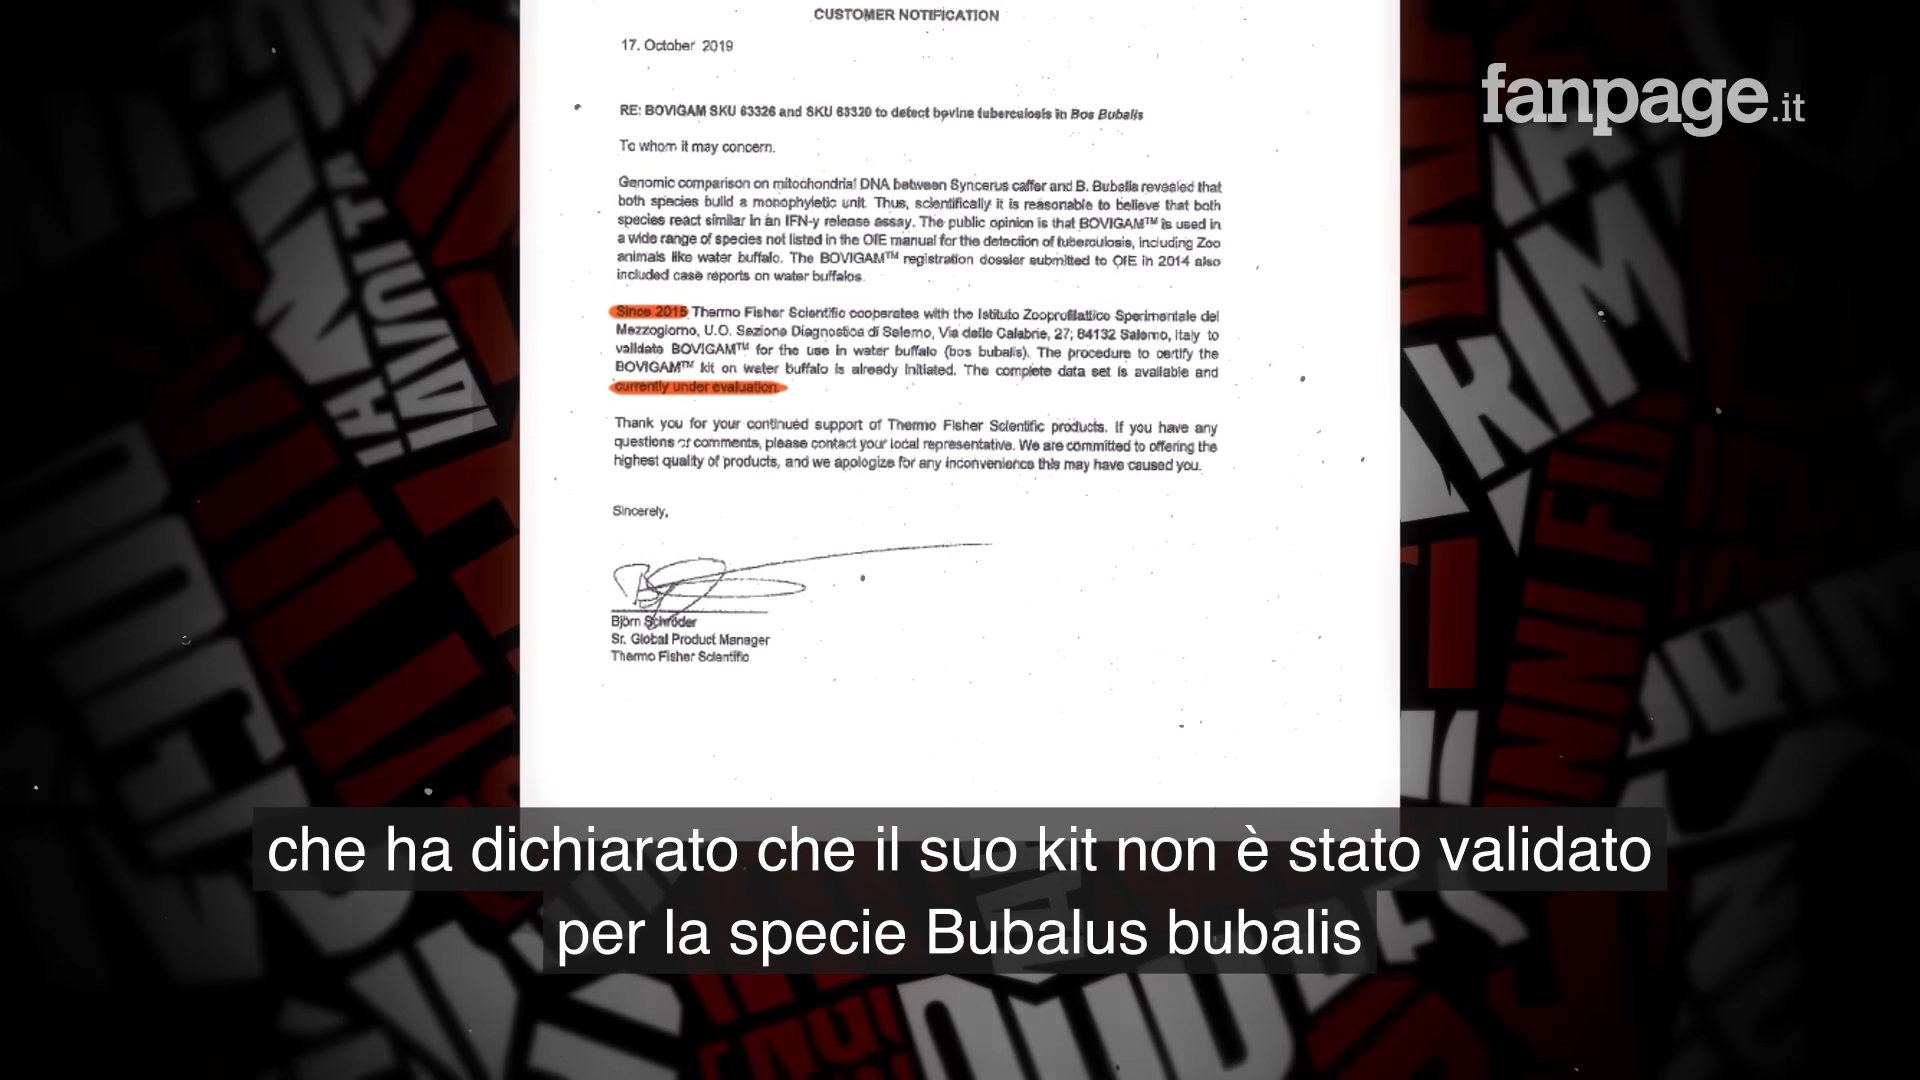 CUSTOMER NOTIFICATION
17. October 2019
fanpage.it
RE: BOVIGAM SKU 63326 and SKU 63320 to detect bovine tuberculosis in Bos Bubalis
To whom it may concern.
Genomic comparison on mitochondrial DNA between Syncerus caffer and B. Bubalis revealed that
both species build a monophyletic unit. Thus, scientifically it is reasonable to believe that both
species react similar in an IFN-y release assay. The public opinion is that BOVIGAM™ is used in
a wide range of species not listed in the OIE manual for the detection of tuberculosis, including Zoo
animals like water buffalo. The BOVIGAM™ registration dossier submitted to OIE in 2014 also
included case reports on water buffalos.
Since 2015 Thermo Fisher Scientific cooperates with the Istituto Zooprofilattico Sperimentale del
Mezzogiorno, U.O. Sezione Diagnostica di Salerno, Via delle Calabrie, 27; 84132 Salerno, Italy to
validate BOVIGAM™ for the use in water buffalo (bos bubalis). The procedure to certify the
BOVIGAM™ kit on water buffalo is already initiated. The complete data set is available and
currently under evaluation.
Thank you for your continued support of Thermo Fisher Scientific products. If you have any
questions or comments, please contact your local representative. We are committed to offering the
highest quality of products, and we apologize for any inconvenience this may have caused you.
Sincerely,
Björn Schröder
Sr. Global Product Manager
Thermo Fisher Scientific
che ha dichiarato che il suo kit non è stato validato
per la specie Bubalus bubalis